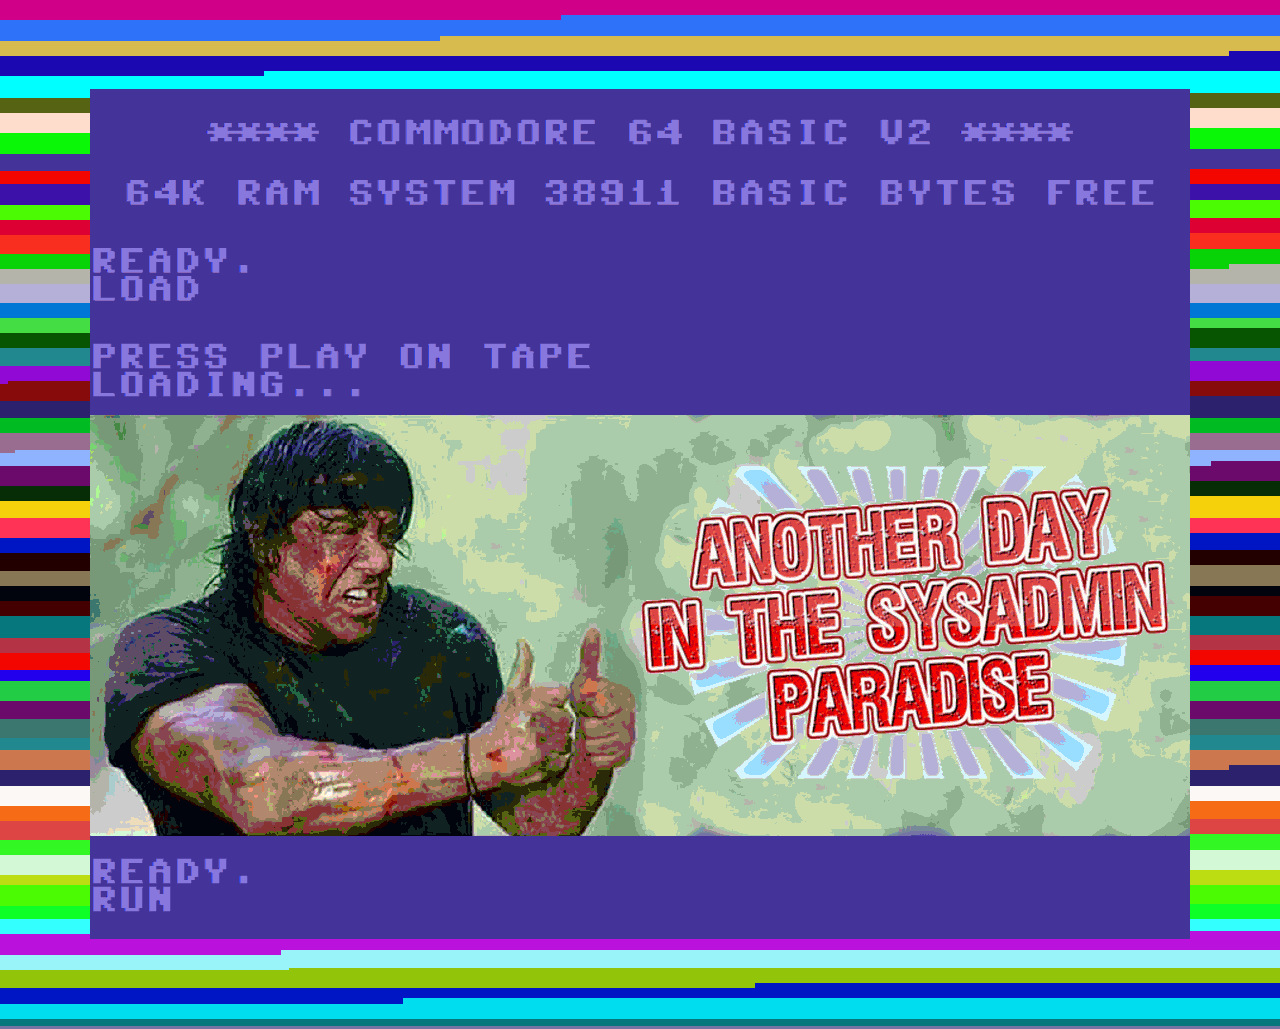 **** COMMODORE 64 BASIC V2 ****
64K RAM SYSTEM 38911 BASIC BYTES FREE
READY.
LOAD
PRESS PLAY ON TAPE
LOADING...
ANOTHER DAY
IN THE SYSADMIN
PARADISE
READY.
RUN